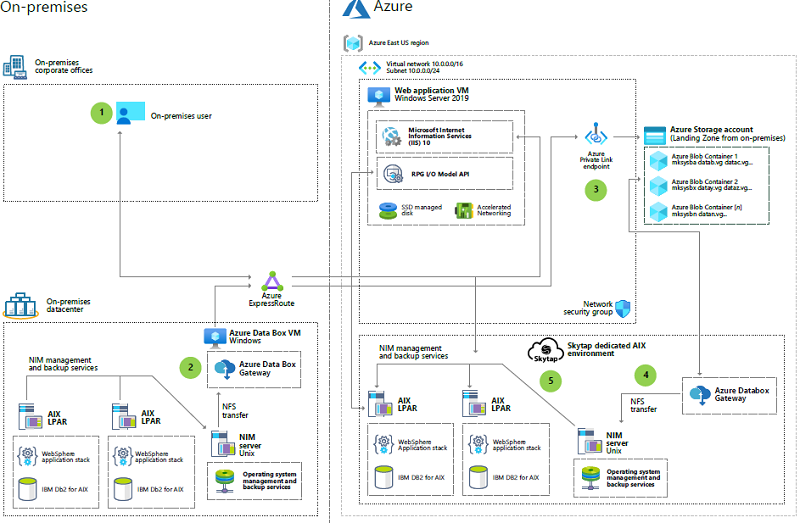 On-premises
Azure
Azure East US region
On-premises
corporate offices
Virtual network 10.0.0.0/16
Subnet 10.0.0.0/24
Web application VM
Windows Server 2019
1
On-premises user
Microsoft Internet
Information Services
(IIS) 10
RPG I/O Model API
SSD managed
disk
Accelerated
Networking
Azure
Private Link
endpoint
3
Azure Storage account
(Landing Zone from on-premises)
Azure Blob Container 1
mksysba datab.vg datac.vg...
Azure Blob Container 2
mksysbx datay.vg dataz.vg...
Azure Blob Container [n]
mksysbn datan.vg...
Azure
ExpressRoute
Network
security group
On-premises
datacenter
Azure Data Box VM
Windows
NIM management
and backup services
2
Azure Data Box
Gateway
NFS
transfer
AIX
LPAR
AIX
LPAR
NIM
server
Unix
WebSphere
application stack
WebSphere
application stack
IBM Db2 for AIX
IBM Db2 for AIX
Operating system
management and
backup services
NIM management
and backup services
Skytap
Skytap dedicated AIX
environment
5
4
Azure Databox
Gateway
NFS
transfer
AIX
LPAR
AIX
LPAR
NIM
server
Unix
WebSphere
application stack
WebSphere
application stack
IBM DB2 for AIX
IBM DB2 for AIX
Operating system
management and
backup services